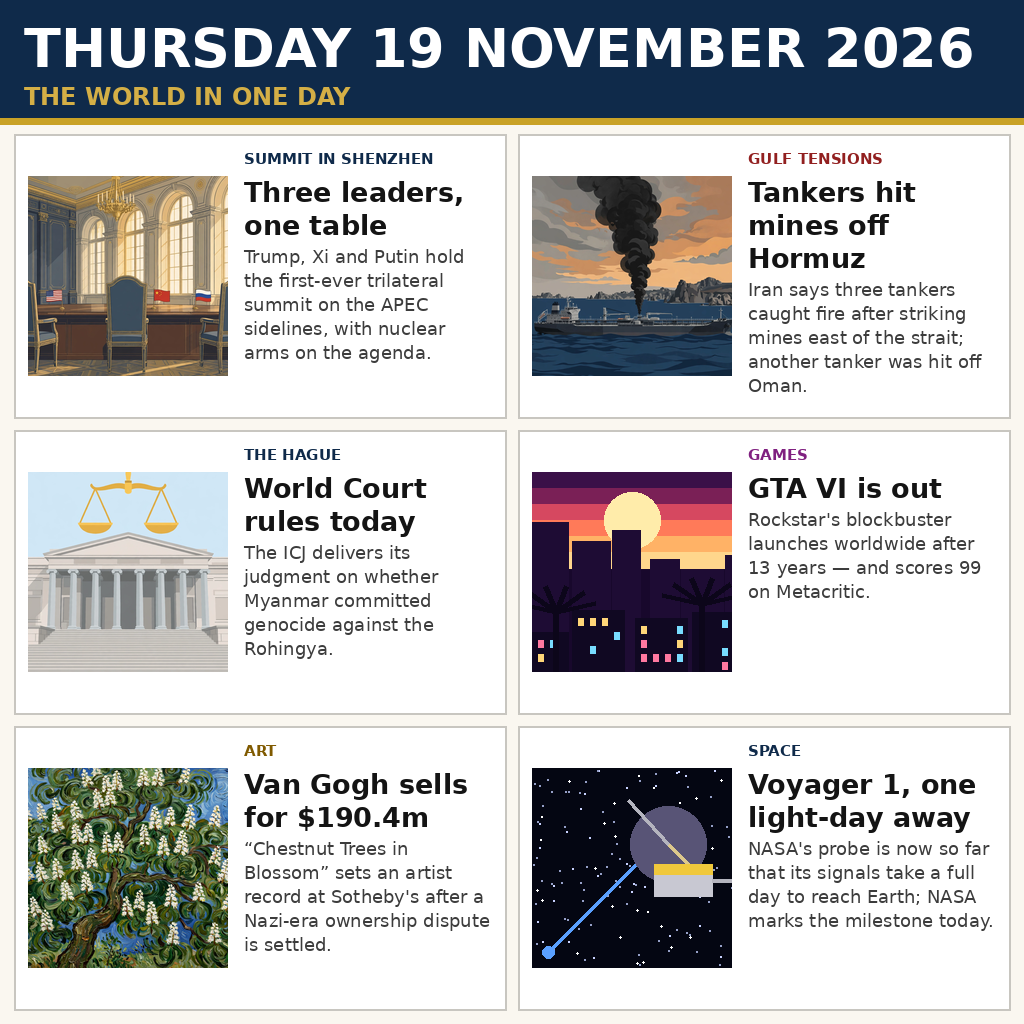 THURSDAY 19 NOVEMBER 2026
THE WORLD IN ONE DAY
SUMMIT IN SHENZHEN
Three leaders,
one table
Trump, Xi and Putin hold
the first-ever trilateral
summit on the APEC
sidelines, with nuclear
arms on the agenda.
GULF TENSIONS
Tankers hit
mines off
Hormuz
Iran says three tankers
caught fire after striking
mines east of the strait;
another tanker was hit off
Oman.
THE HAGUE
World Court
rules today
The ICJ delivers its
judgment on whether
Myanmar committed
genocide against the
Rohingya.
GAMES
GTA VI is out
Rockstar's blockbuster
launches worldwide after
13 years — and scores 99
on Metacritic.
ART
Van Gogh sells
for $190.4m
“Chestnut Trees in
Blossom” sets an artist
record at Sotheby's after a
Nazi-era ownership dispute
is settled.
SPACE
Voyager 1, one
light-day away
NASA's probe is now so far
that its signals take a full
day to reach Earth; NASA
marks the milestone today.